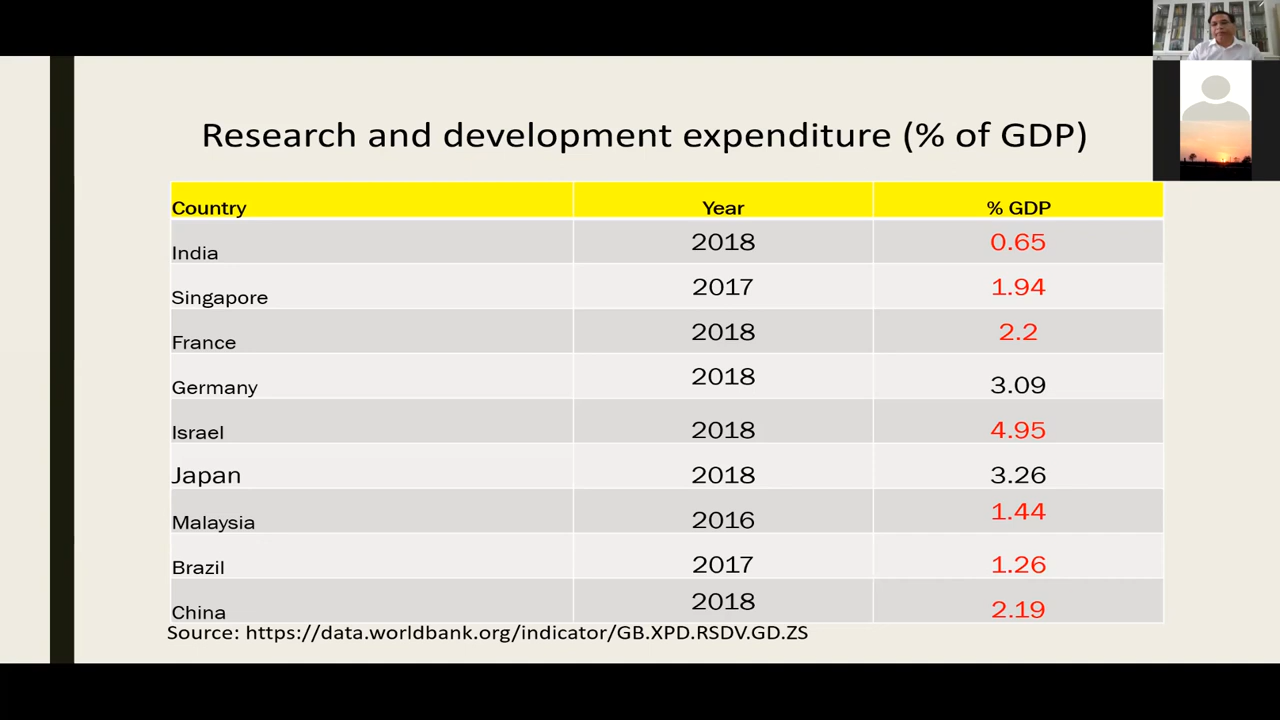 Research and development expenditure (% of GDP)
Country Year % GDP
India 2018 0.65
Singapore 2017 1.94
France 2018 2.2
Germany 2018 3.09
Israel 2018 4.95
Japan 2018 3.26
Malaysia 2016 1.44
Brazil 2017 1.26
China 2018 2.19
Source: https://data.worldbank.org/indicator/GB.XPD.RSDV.GD.ZS